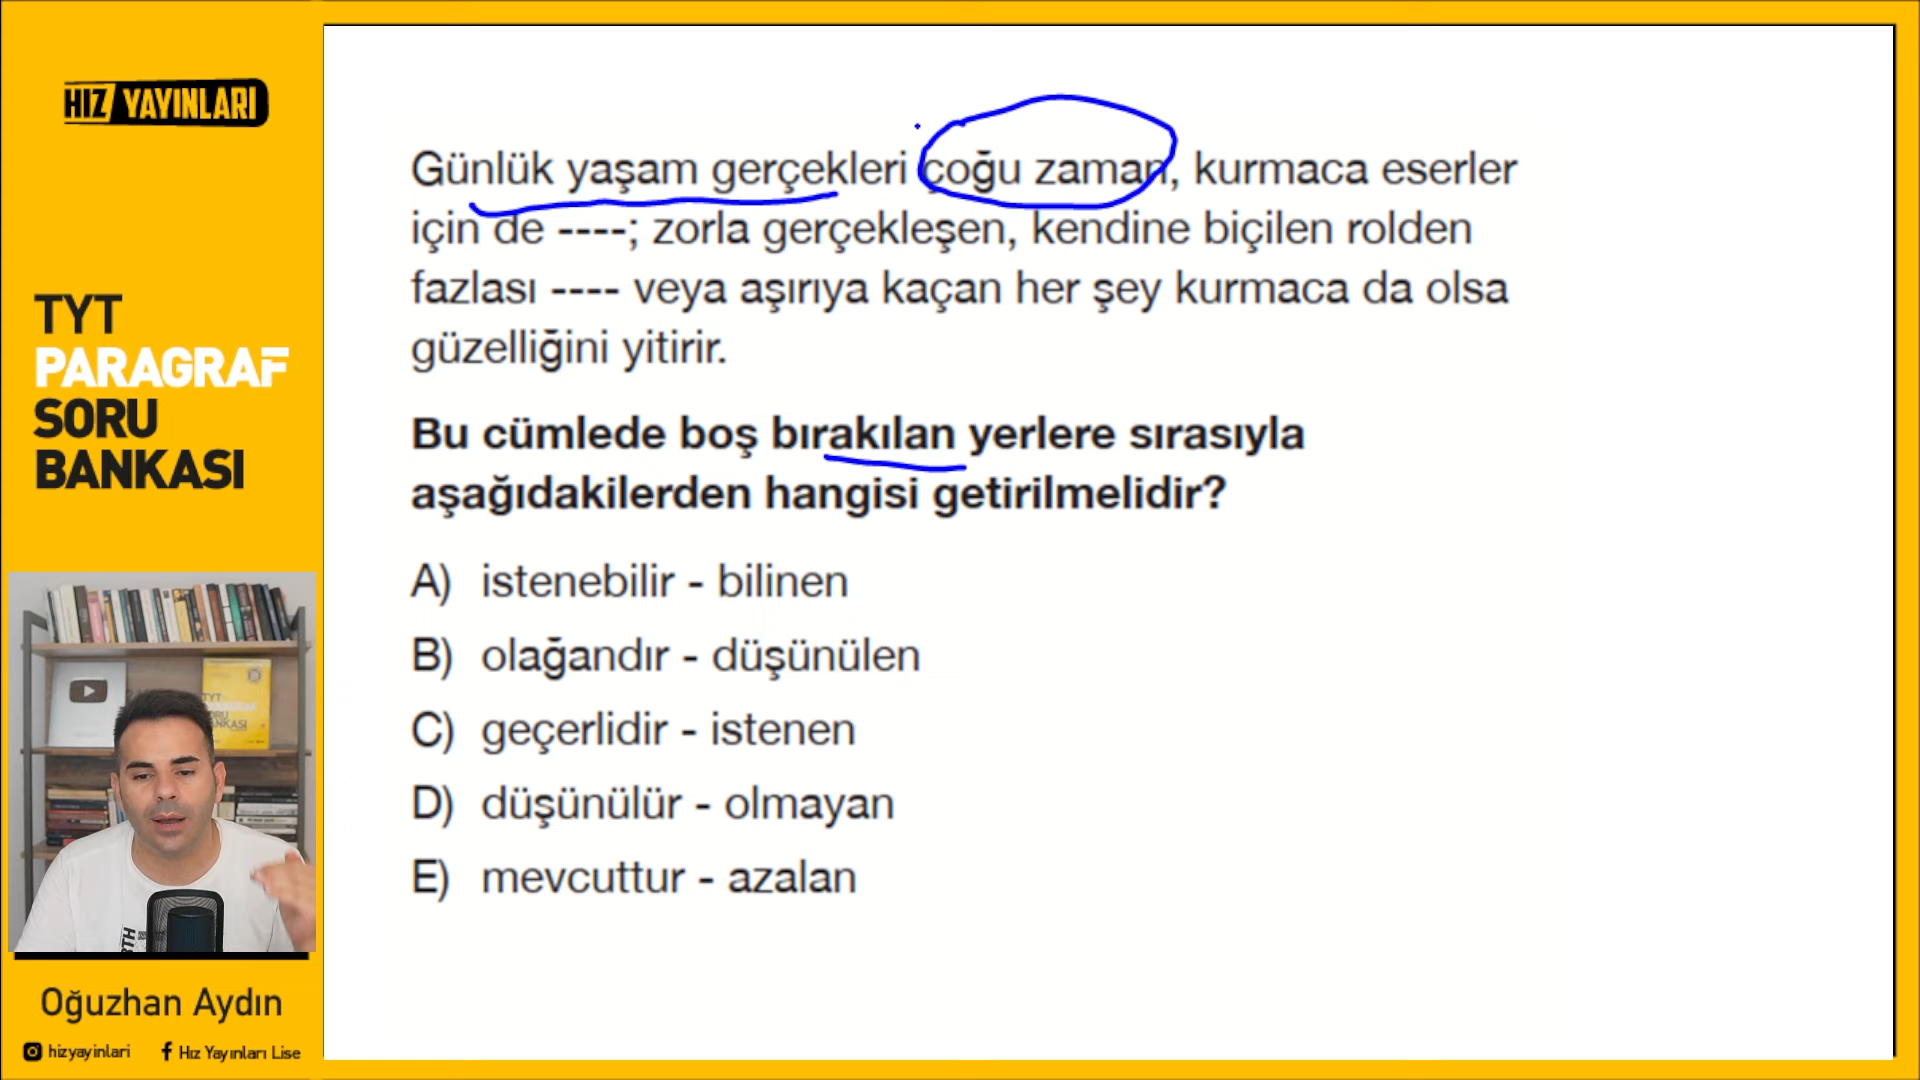 HIZ YAYINLARI
TYT
PARAGRAF
SORU
BANKASI
Günlük yaşam gerçekleri çoğu zaman, kurmaca eserler
için de ----; zorla gerçekleşen, kendine biçilen rolden
fazlası ---- veya aşırıya kaçan her şey kurmaca da olsa
güzelliğini yitirir.
Bu cümlede boş bırakılan yerlere sırasıyla
aşağıdakilerden hangisi getirilmelidir?
A) istenebilir - bilinen
B) olağandır - düşünülen
C) geçerlidir - istenen
D) düşünülür - olmayan
E) mevcuttur - azalan
Oğuzhan Aydın
hizyayinlari
Hız Yayınları Lise